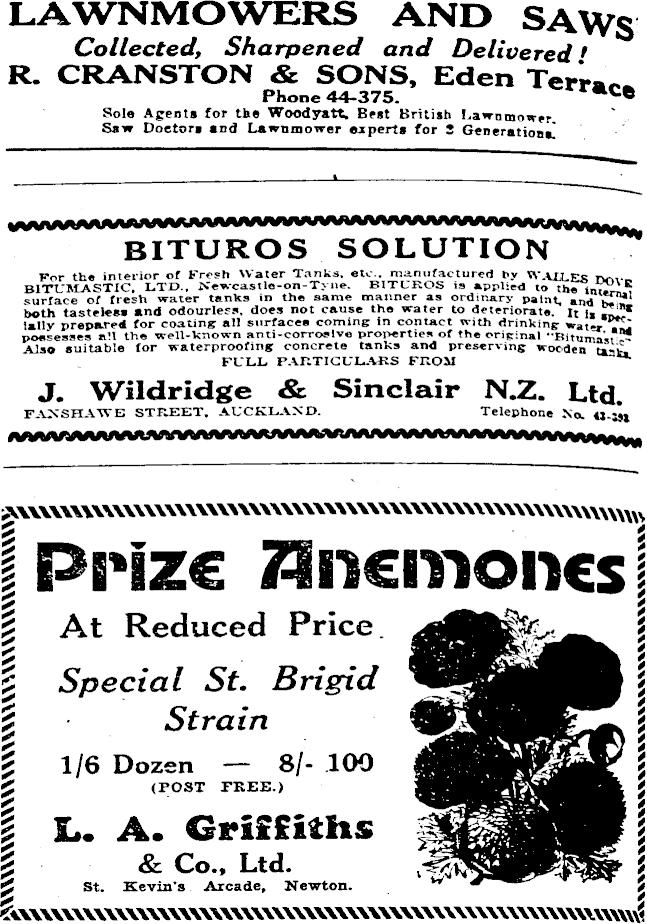 LAWNMOWERS AND SAWS
Collected, Sharpened and Delivered!
R. CRANSTON & SONS, Eden Terrace
Phone 44-375.
Sole Agents for the Woodyatt, Best British Lawnmower.
Saw Doctors and Lawnmower experts for 2 Generations.
BITUROS SOLUTION
For the interior of Fresh Water Tanks, etc., manufactured by WAILES DOVE
BITUMASTIC, LTD., Newcastle-on-Tyne. BITUROS is applied to the internal
surface of fresh water tanks in the same manner as ordinary paint, and being
both tasteless and odourless, does not cause the water to deteriorate. It is spec-
ially prepared for coating all surfaces coming in contact with drinking water, and
possesses all the well-known anti-corrosive properties of the original "Bitumastic"
Also suitable for waterproofing concrete tanks and preserving wooden tanks.
FULL PARTICULARS FROM
J. Wildridge & Sinclair N.Z. Ltd.
FANSHAWE STREET, AUCKLAND. Telephone No. 43-393
Prize Anemones
At Reduced Price.
Special St. Brigid
Strain
1/6 Dozen — 8/- 100
(POST FREE.)
L. A. Griffiths
& Co., Ltd.
St. Kevin's Arcade, Newton.